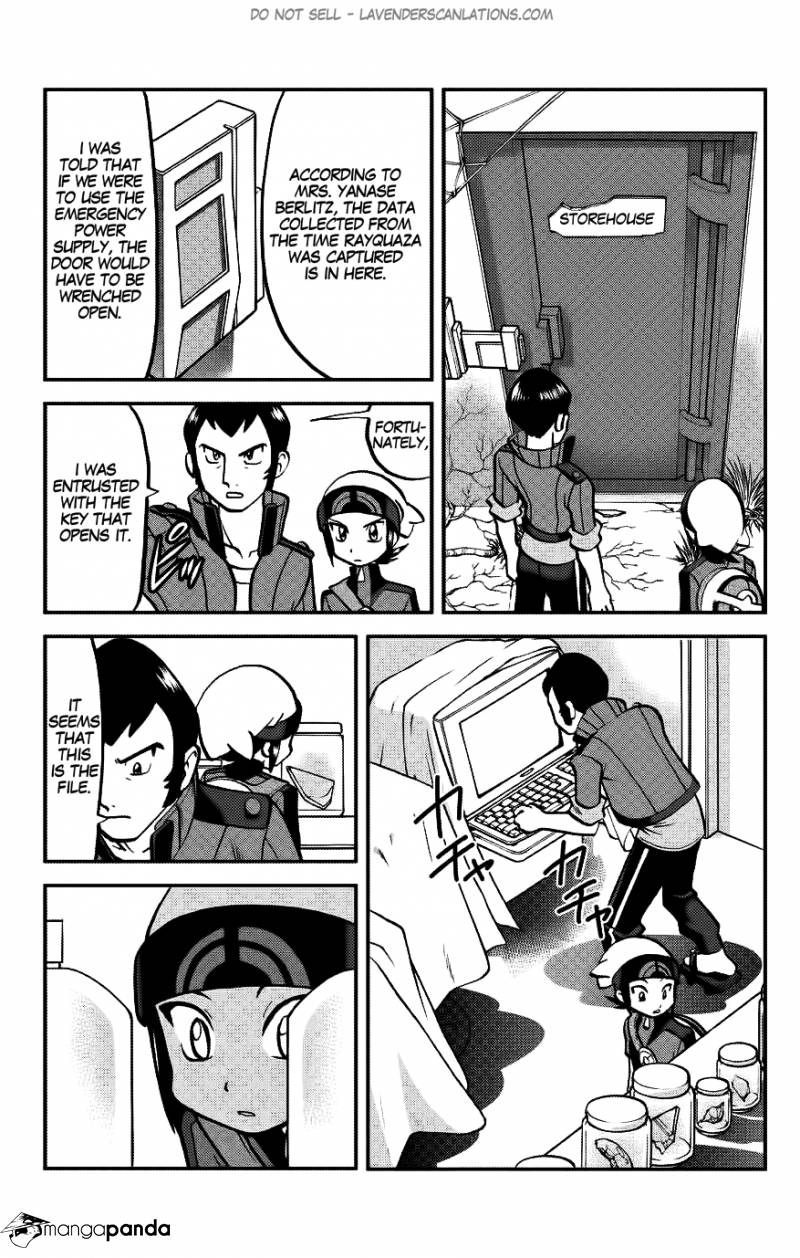 DO NOT SELL - LAVENDERSCANLATIONS.COM
STOREHOUSE
ACCORDING TO
MRS. YANASE
BERLITZ, THE DATA
COLLECTED FROM
THE TIME RAYQUAZA
WAS CAPTURED
IS IN HERE.
I WAS
TOLD THAT
IF WE WERE
TO USE THE
EMERGENCY
POWER
SUPPLY, THE
DOOR WOULD
HAVE TO BE
WRENCHED
OPEN.
FORTU-
NATELY,
I WAS
ENTRUSTED
WITH THE
KEY THAT
OPENS IT.
カチャ
カチャ
IT
SEEMS
THAT
THIS
IS THE
FILE.
mangapanda